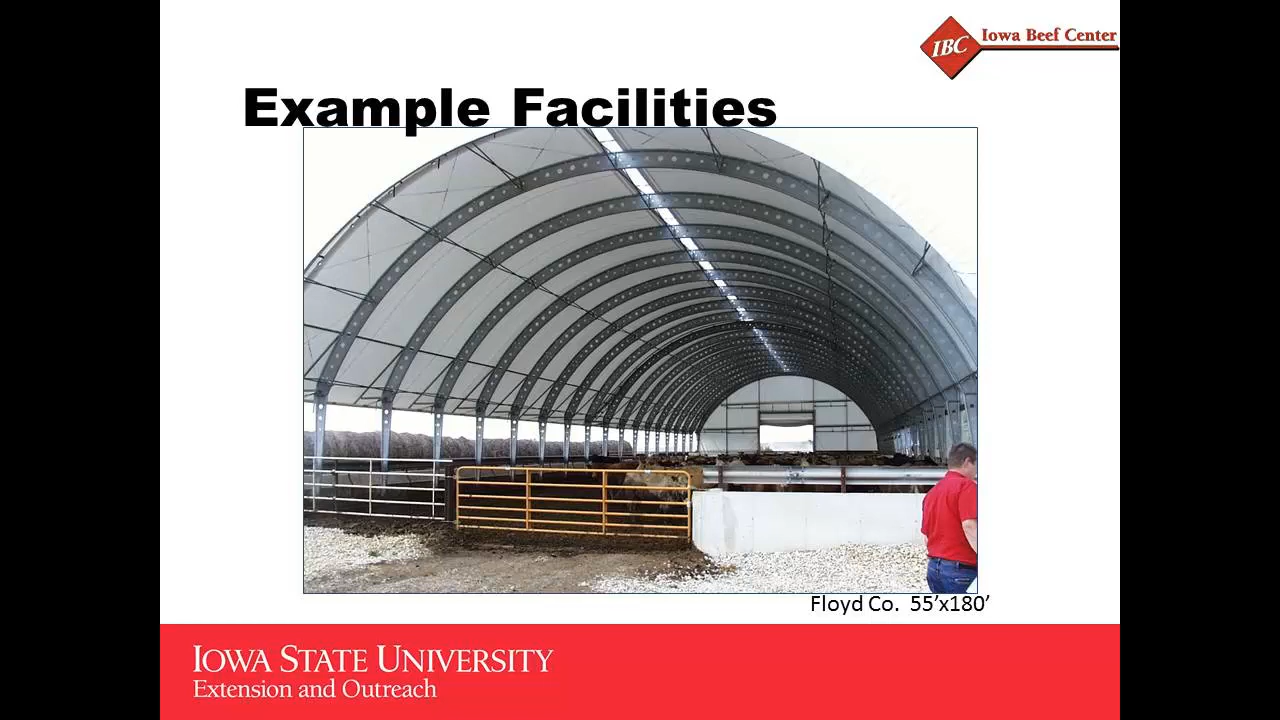 IBC Iowa Beef Center
Example Facilities
Floyd Co.  55’x180’
IOWA STATE UNIVERSITY
Extension and Outreach